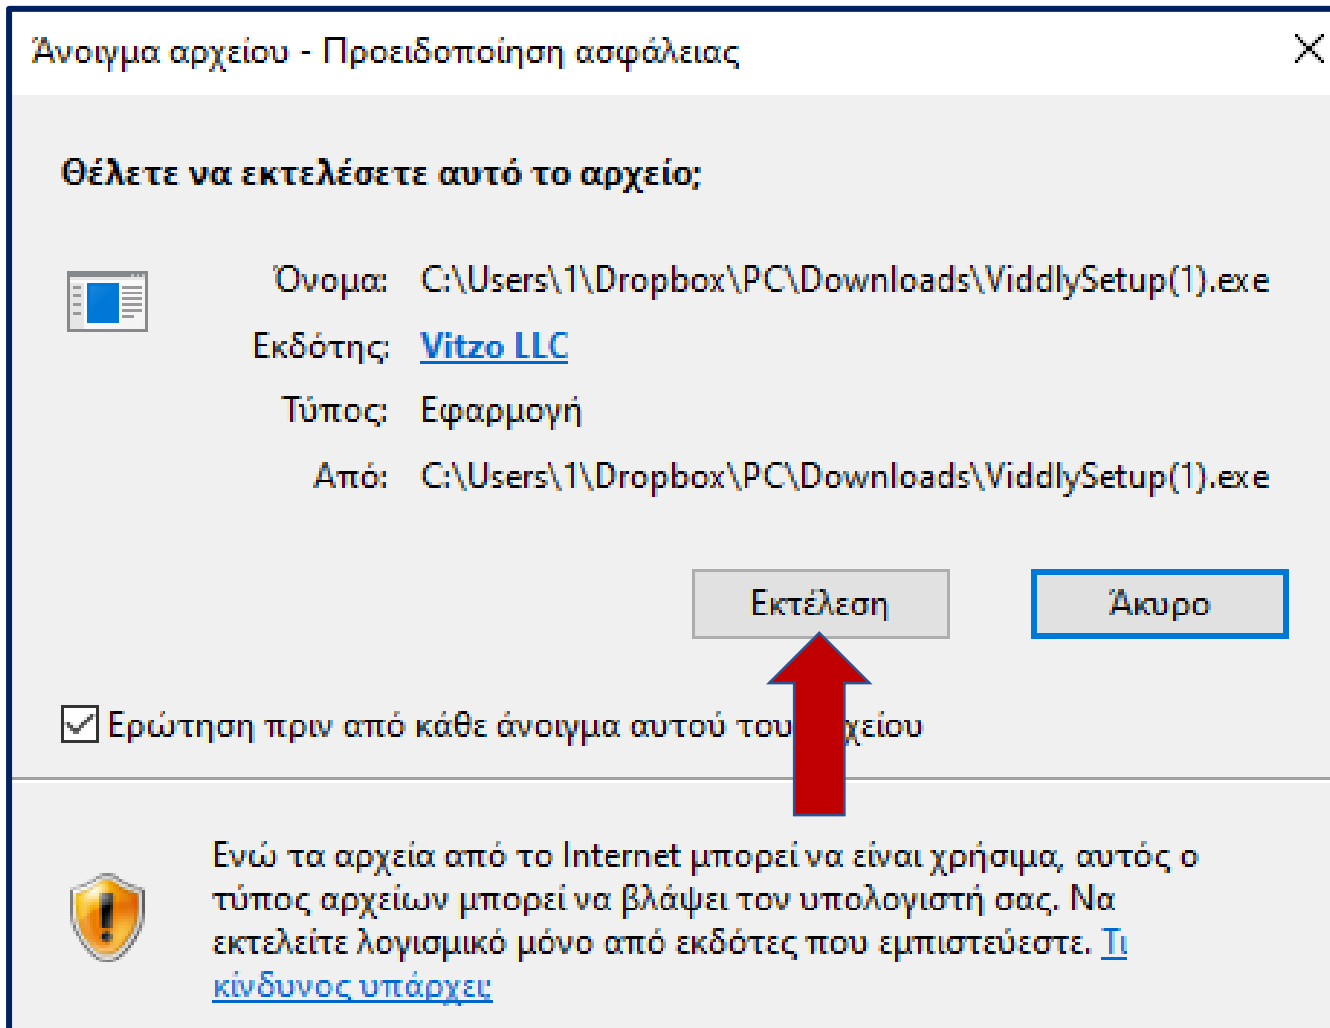 Άνοιγμα αρχείου - Προειδοποίηση ασφάλειας
Θέλετε να εκτελέσετε αυτό το αρχείο;
Όνομα: C:\Users\1\Dropbox\PC\Downloads\ViddlySetup(1).exe
Εκδότης: Vitzo LLC
Τύπος: Εφαρμογή
Από: C:\Users\1\Dropbox\PC\Downloads\ViddlySetup(1).exe
Εκτέλεση Άκυρο
Ερώτηση πριν από κάθε άνοιγμα αυτού του χείου
Ενώ τα αρχεία από το Internet μπορεί να είναι χρήσιμα, αυτός ο
τύπος αρχείων μπορεί να βλάψει τον υπολογιστή σας. Να
εκτελείτε λογισμικό μόνο από εκδότες που εμπιστεύεστε. Τι
κίνδυνος υπάρχει;